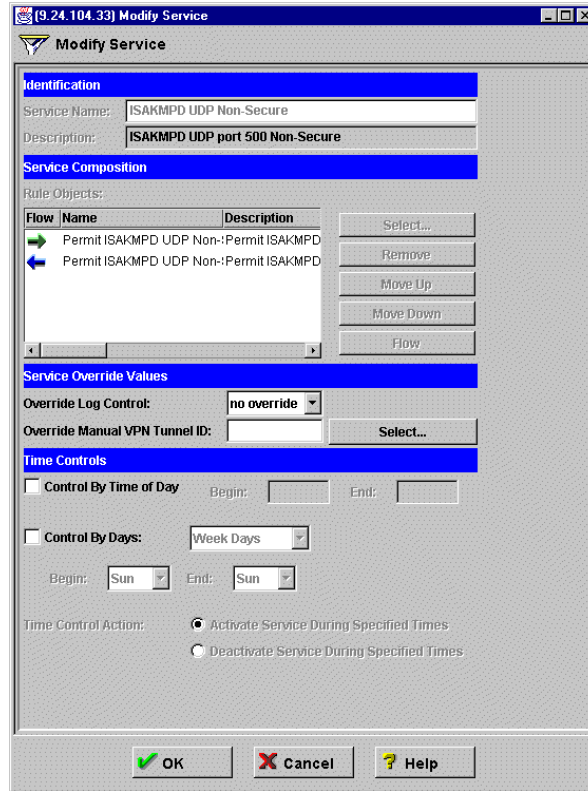 (9.24.104.33) Modify Service
Modify Service
Identification
Service Name: ISAKMPD UDP Non-Secure
Description: ISAKMPD UDP port 500 Non-Secure
Service Composition
Rule Objects:
Flow Name Description
Permit ISAKMPD UDP Non-: Permit ISAKMPD
Permit ISAKMPD UDP Non-: Permit ISAKMPD
Select...
Remove
Move Up
Move Down
Flow
Service Override Values
Override Log Control: no override
Override Manual VPN Tunnel ID: Select...
Time Controls
Control By Time of Day Begin: End:
Control By Days: Week Days
Begin: Sun End: Sun
Time Control Action: Activate Service During Specified Times
Deactivate Service During Specified Times
OK Cancel ? Help